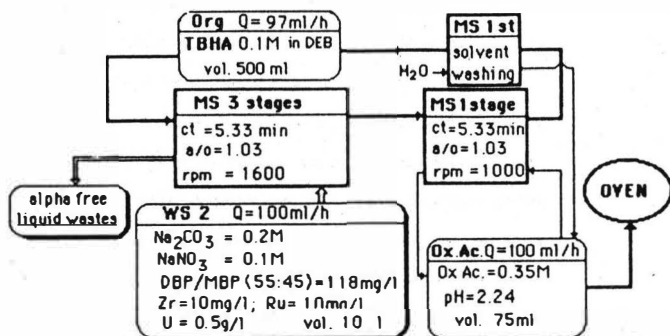 Org Q= 97ml/h
TBHA 0.1M in DEB
vol. 500 ml
MS 1st
solvent
washing
H₂O
MS 3 stages
ct =5.33 min
a/o=1.03
rpm = 1600
MS1stage
ct=5.33min
a/o=1.03
rpm=1000
OVEN
alpha free
liquid wastes
WS 2 Q=100ml/h
Na₂CO₃ = 0.2M
NaNO₃ = 0.1M
DBP/MBP (55:45)=118mg/l
Zr=10mg/l; Ru=10mg/l
U = 0.5g/l vol. 10 l
Ox.Ac.Q=100 ml/h
Ox Ac.=0.35M
pH=2.24
vol. 75ml